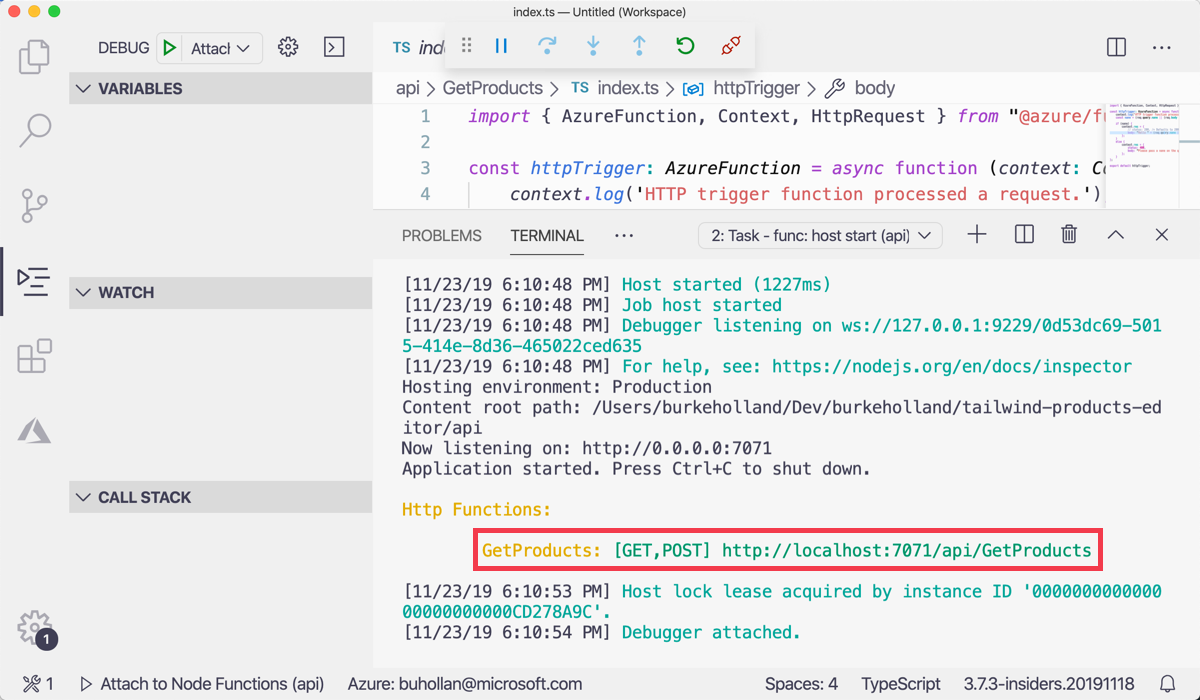 index.ts — Untitled (Workspace)
DEBUG Attach
VARIABLES
WATCH
CALL STACK
TS
api > GetProducts > TS index.ts > httpTrigger > body
1 import { AzureFunction, Context, HttpRequest } from "@azure/f
2
3 const httpTrigger: AzureFunction = async function (context: C
4 context.log('HTTP trigger function processed a request.')
PROBLEMS TERMINAL ... 2: Task - func: host start (api)
[11/23/19 6:10:48 PM] Host started (1227ms)
[11/23/19 6:10:48 PM] Job host started
[11/23/19 6:10:48 PM] Debugger listening on ws://127.0.0.1:9229/0d53dc69-501
5-414e-8d36-465022ced635
[11/23/19 6:10:48 PM] For help, see: https://nodejs.org/en/docs/inspector
Hosting environment: Production
Content root path: /Users/burkeholland/Dev/burkeholland/tailwind-products-ed
itor/api
Now listening on: http://0.0.0.0:7071
Application started. Press Ctrl+C to shut down.
Http Functions:
GetProducts: [GET,POST] http://localhost:7071/api/GetProducts
[11/23/19 6:10:53 PM] Host lock lease acquired by instance ID '0000000000000
00000000000CD278A9C'.
[11/23/19 6:10:54 PM] Debugger attached.
1
1 Attach to Node Functions (api) Azure: buhollan@microsoft.com Spaces: 4 TypeScript 3.7.3-insiders.20191118